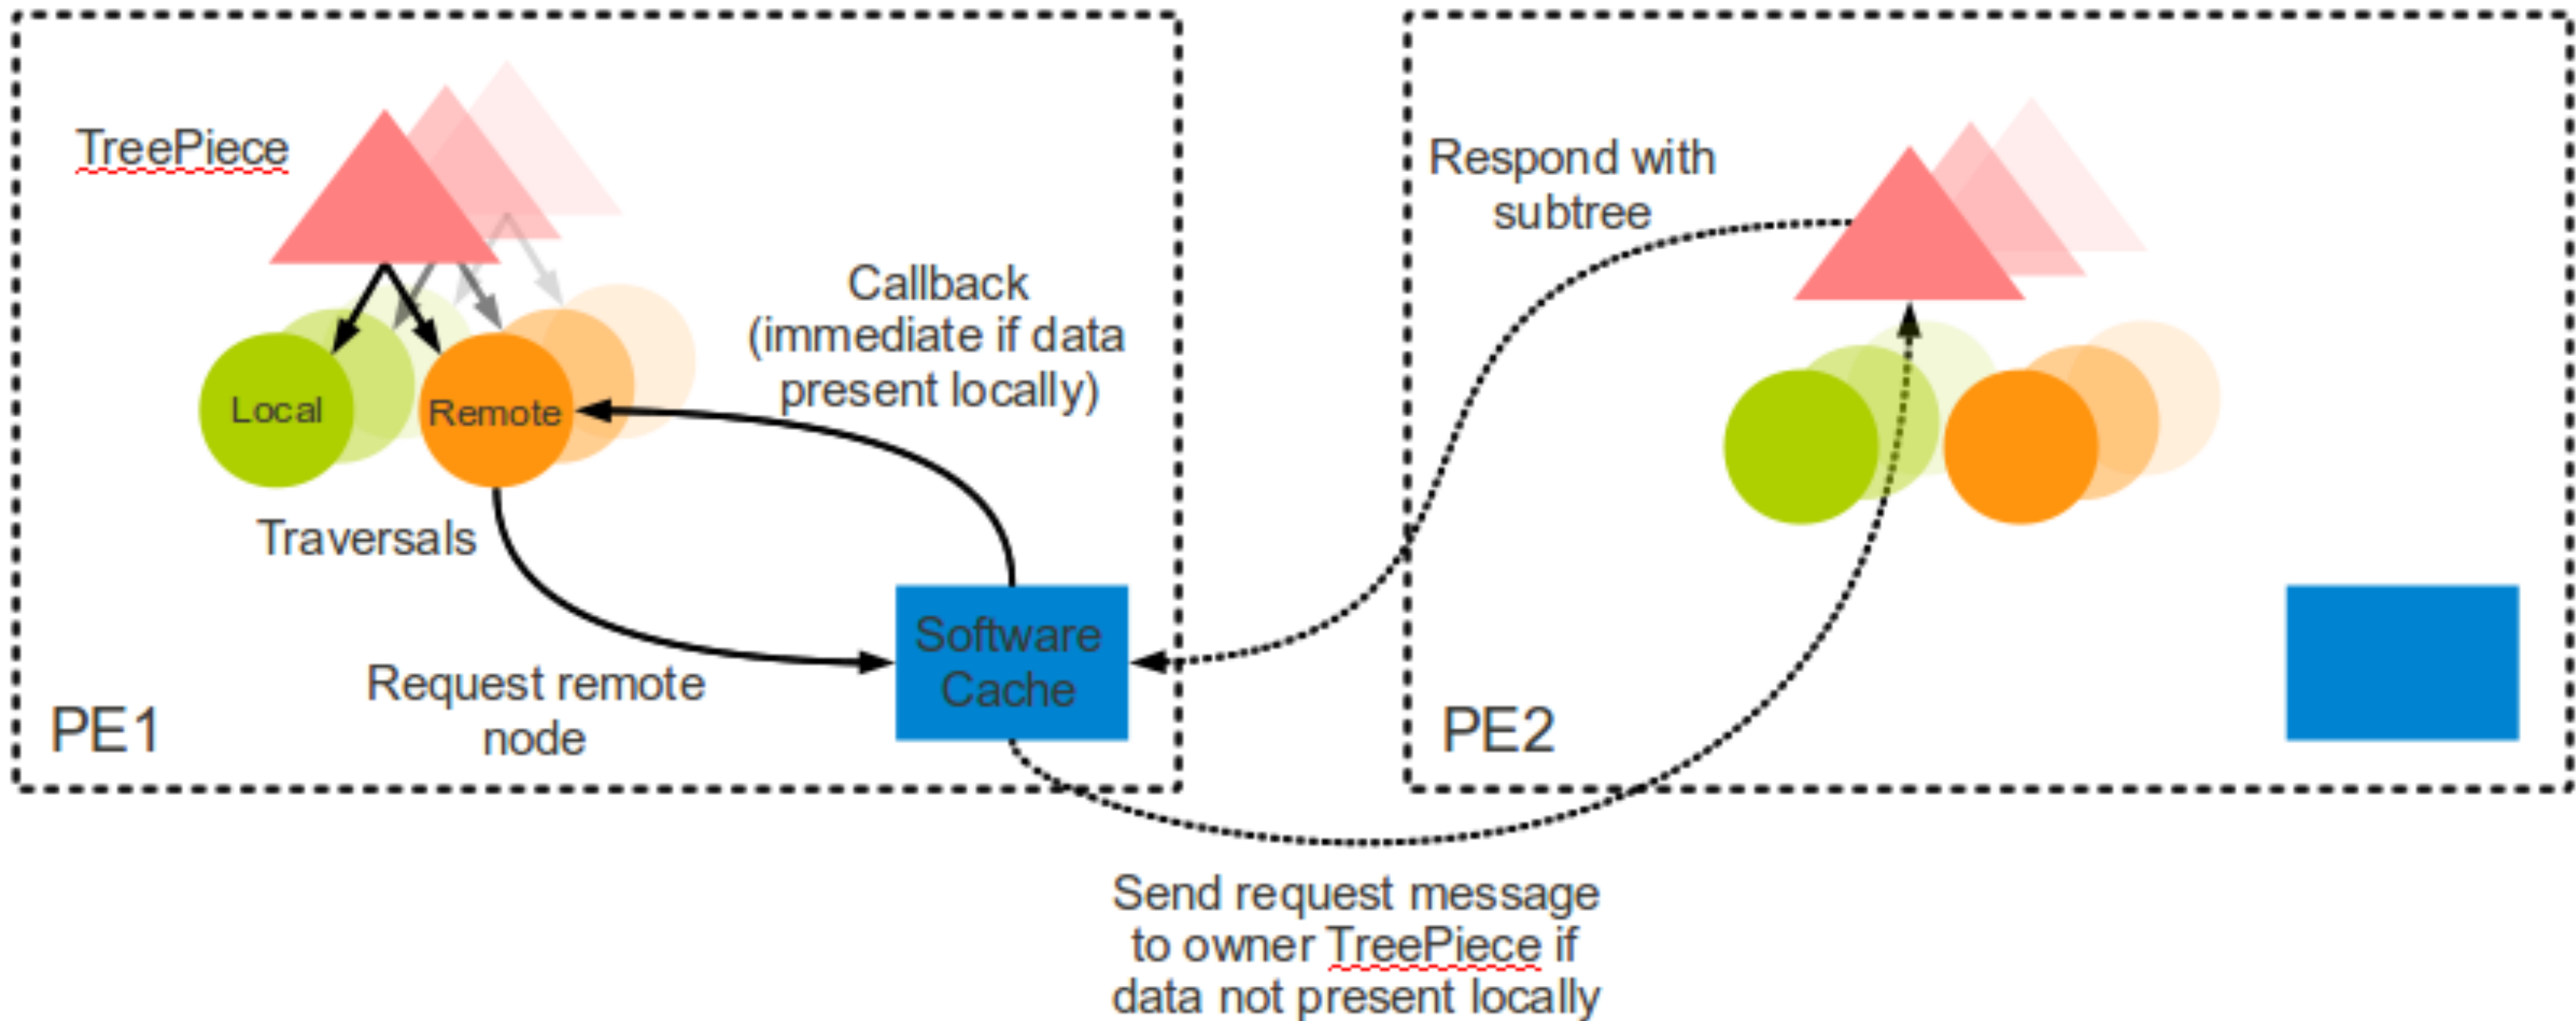 TreePiece
Local
Remote
Traversals
Callback
(immediate if data
present locally)
Request remote
node
Software
Cache
PE1
Respond with
subtree
PE2
Send request message
to owner TreePiece if
data not present locally